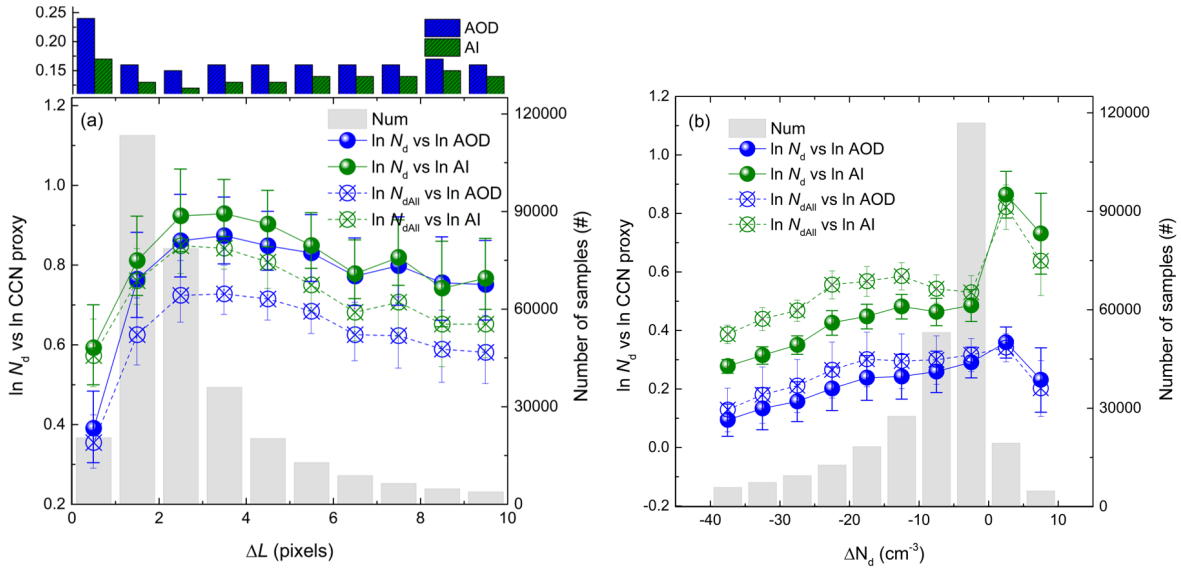 0.25
0.20
0.15
AOD
AI
(a)
Num
ln Nd vs ln AOD
ln Nd vs ln AI
ln NdAll vs ln AOD
ln NdAll vs ln AI
1.2
1.0
0.8
0.6
0.4
0.2
ln Nd vs ln CCN proxy
120000
90000
60000
30000
0
Number of samples (#)
0 2 4 6 8 10
ΔL (pixels)
(b)
Num
ln Nd vs ln AOD
ln Nd vs ln AI
ln NdAll vs ln AOD
ln NdAll vs ln AI
1.2
1.0
0.8
0.6
0.4
0.2
0.0
-0.2
ln Nd vs ln CCN proxy
120000
90000
60000
30000
0
Number of samples (#)
-40 -30 -20 -10 0 10
ΔNd (cm-3)